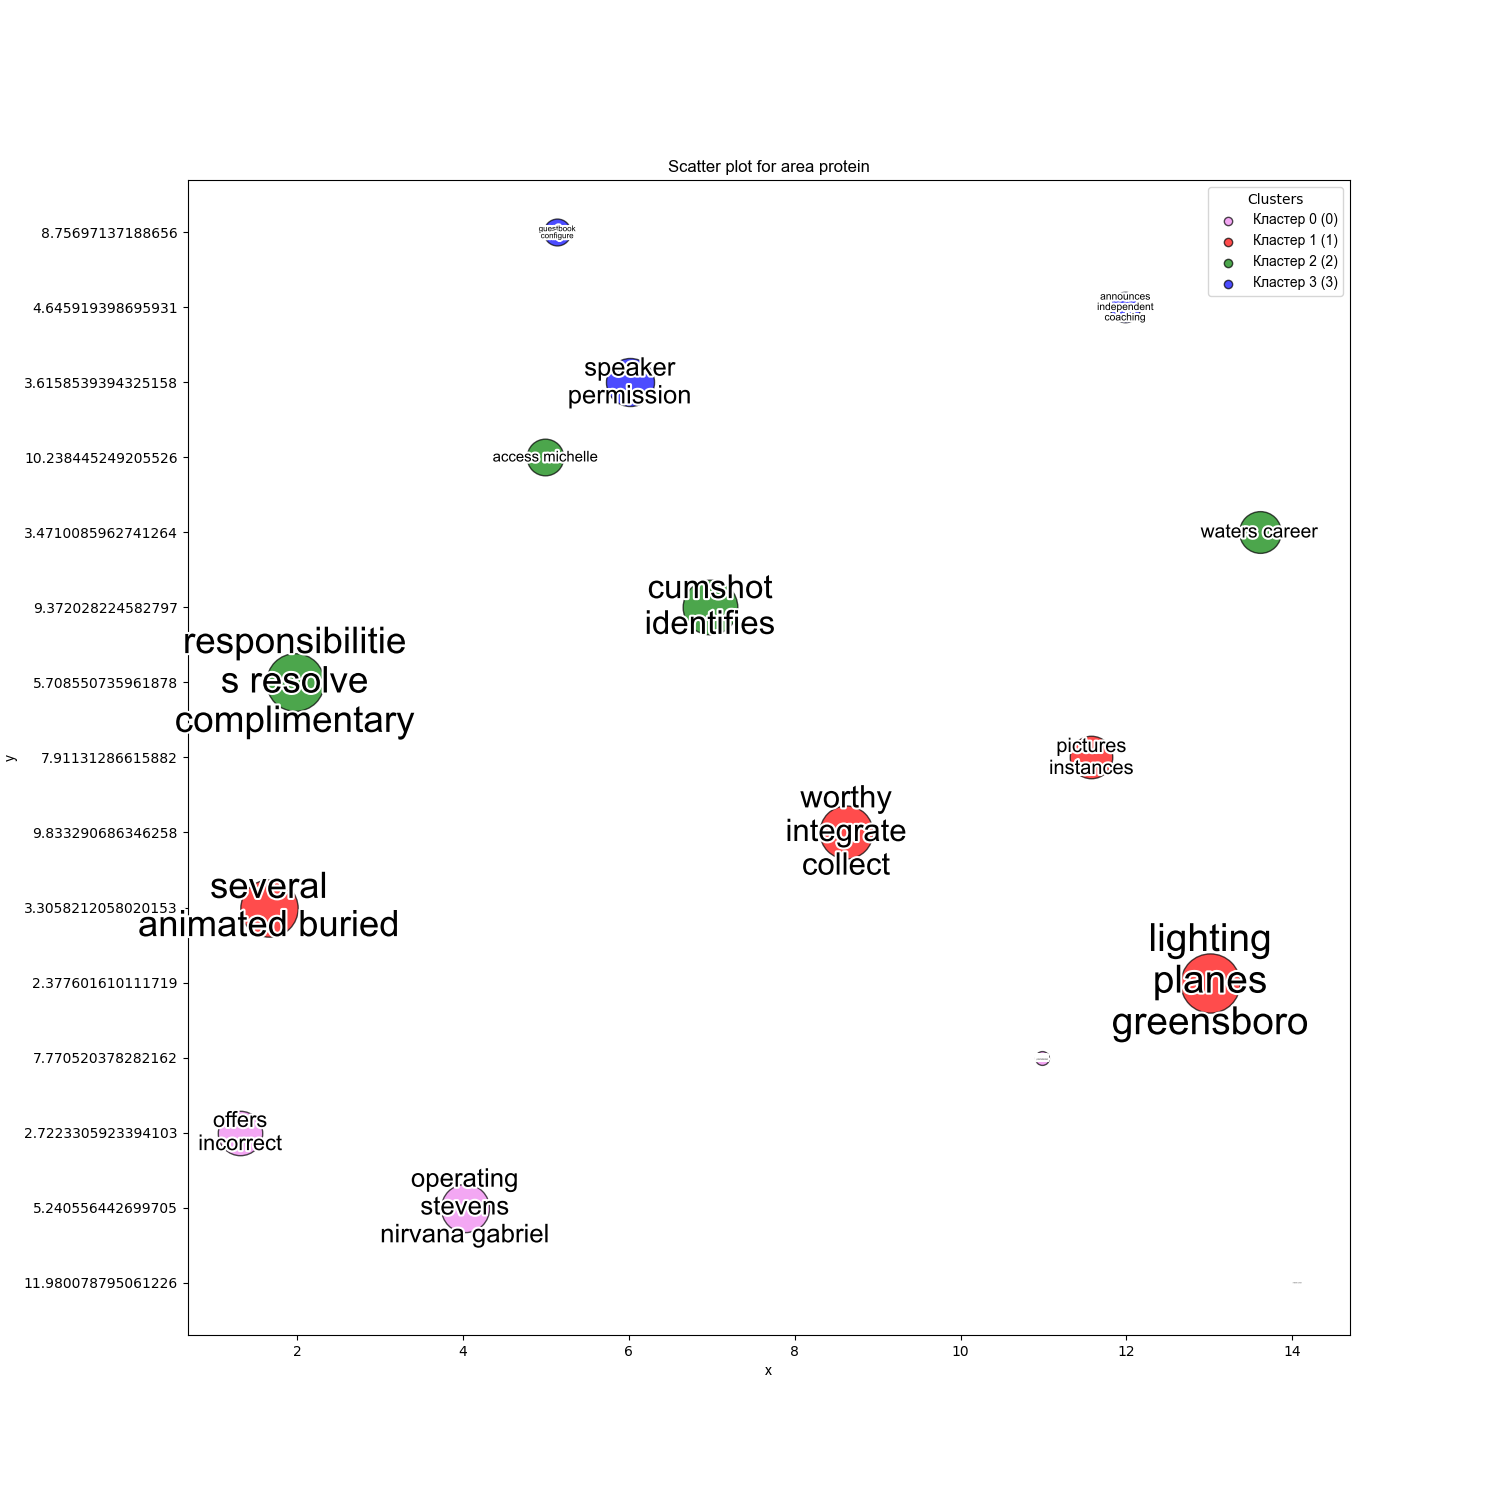 Scatter plot for area protein
Clusters
Кластер 0 (0)
Кластер 1 (1)
Кластер 2 (2)
Кластер 3 (3)
8.75697137188656
guestbook
configure
4.645919398695931
announces
independent
coaching
3.6158539394325158
speaker
permission
10.238445249205526
access michelle
3.4710085962741264
waters career
9.372028224582797
cumshot
identifies
5.708550735961878
responsibilitie
s resolve
complimentary
7.91131286615882
pictures
instances
9.833290686346258
worthy
integrate
collect
3.3058212058020153
several
animated buried
2.377601610111719
lighting
planes
greensboro
7.770520378282162
2.7223305923394103
offers
incorrect
5.240556442699705
operating
stevens
nirvana gabriel
11.980078795061226
y
2
4
6
8
10
12
14
x